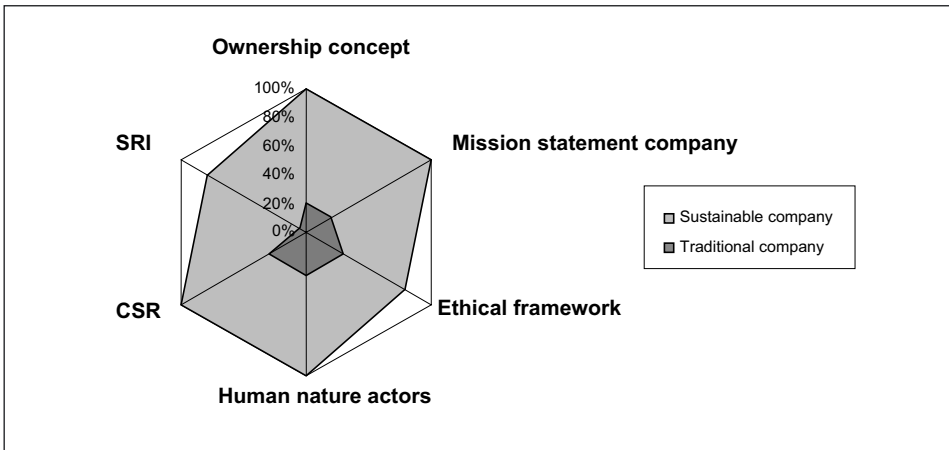 Ownership concept
100%
80%
60%
40%
20%
0%
SRI
Mission statement company
Sustainable company
Traditional company
CSR
Ethical framework
Human nature actors